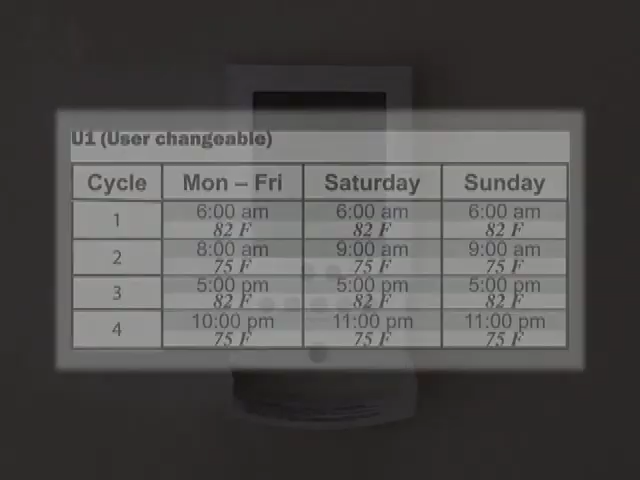 U1 (User changeable)
Cycle Mon – Fri Saturday Sunday
1 6:00 am 6:00 am 6:00 am
82 F 82 F 82 F
2 8:00 am 9:00 am 9:00 am
75 F 75 F 75 F
3 5:00 pm 5:00 pm 5:00 pm
82 F 82 F 82 F
4 10:00 pm 11:00 pm 11:00 pm
75 F 75 F 75 F